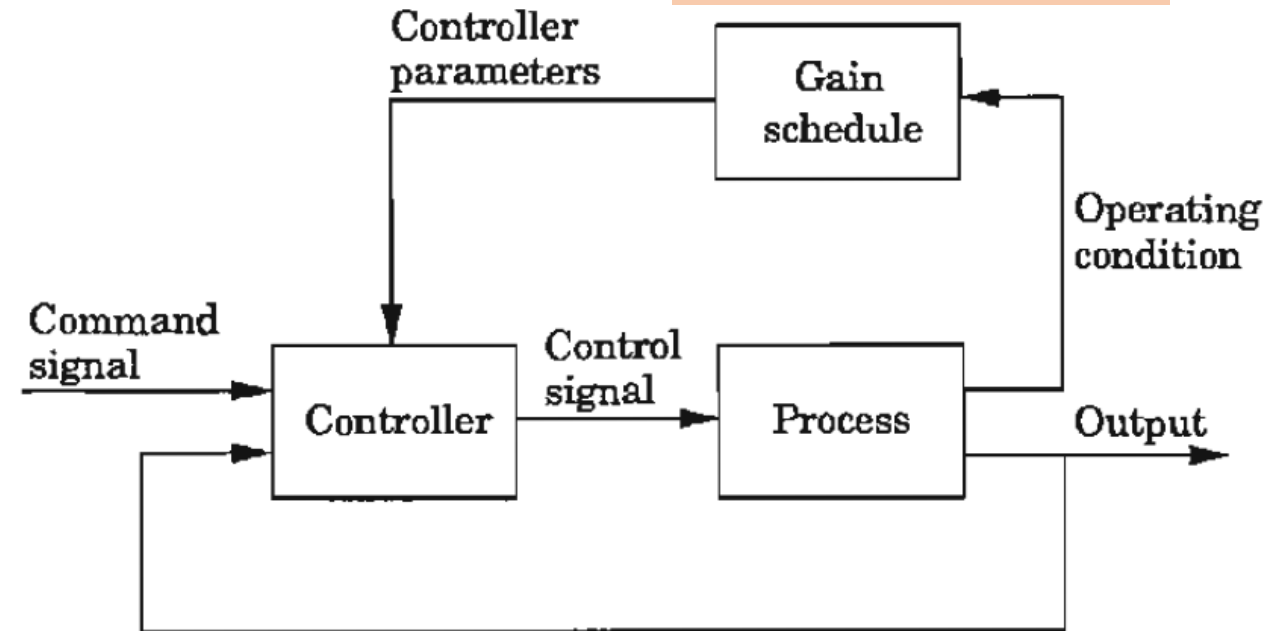 Controller
parameters
Gain
schedule
Operating
condition
Command
signal
Control
signal
Controller
Process
Output